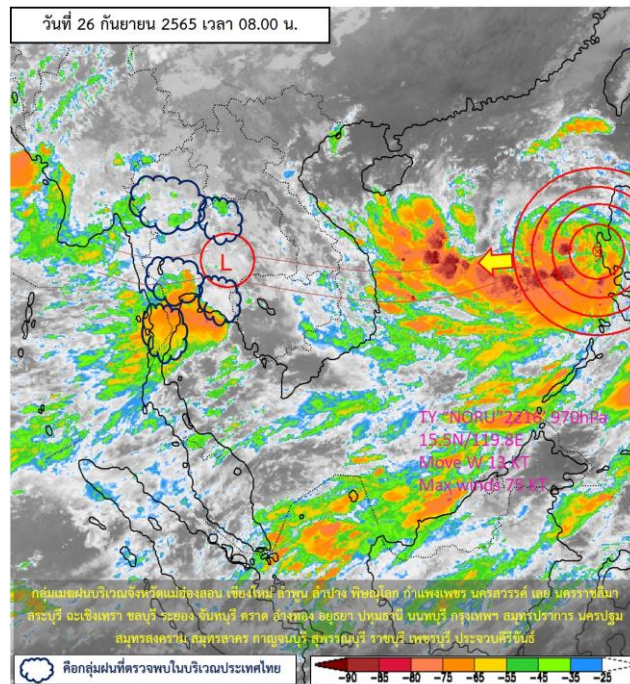 วันที่ 26 กันยายน 2565 เวลา 08.00 น.
L
TY "NORU"2216, 970hPa
15.5N/119.8E
Move W 13 KT
Max winds 75 KT
กลุ่มเมฆฝนบริเวณจังหวัดแม่ฮ่องสอน เชียงใหม่ ลำพูน ลำปาง พิษณุโลก กำแพงเพชร นครสวรรค์ เลย นครราชสีมา
สระบุรี ฉะเชิงเทรา ชลบุรี ระยอง จันทบุรี ตราด อ่างทอง อยุธยา ปทุมธานี นนทบุรี กรุงเทพฯ สมุทรปราการ นครปฐม
สมุทรสงคราม สมุทรสาคร กาญจนบุรี สุพรรณบุรี ราชบุรี เพชรบุรี ประจวบคีรีขันธ์
คือกลุ่มฝนที่ตรวจพบในบริเวณประเทศไทย
-90 -85 -80 -75 -65 -55 -45 -35 -25